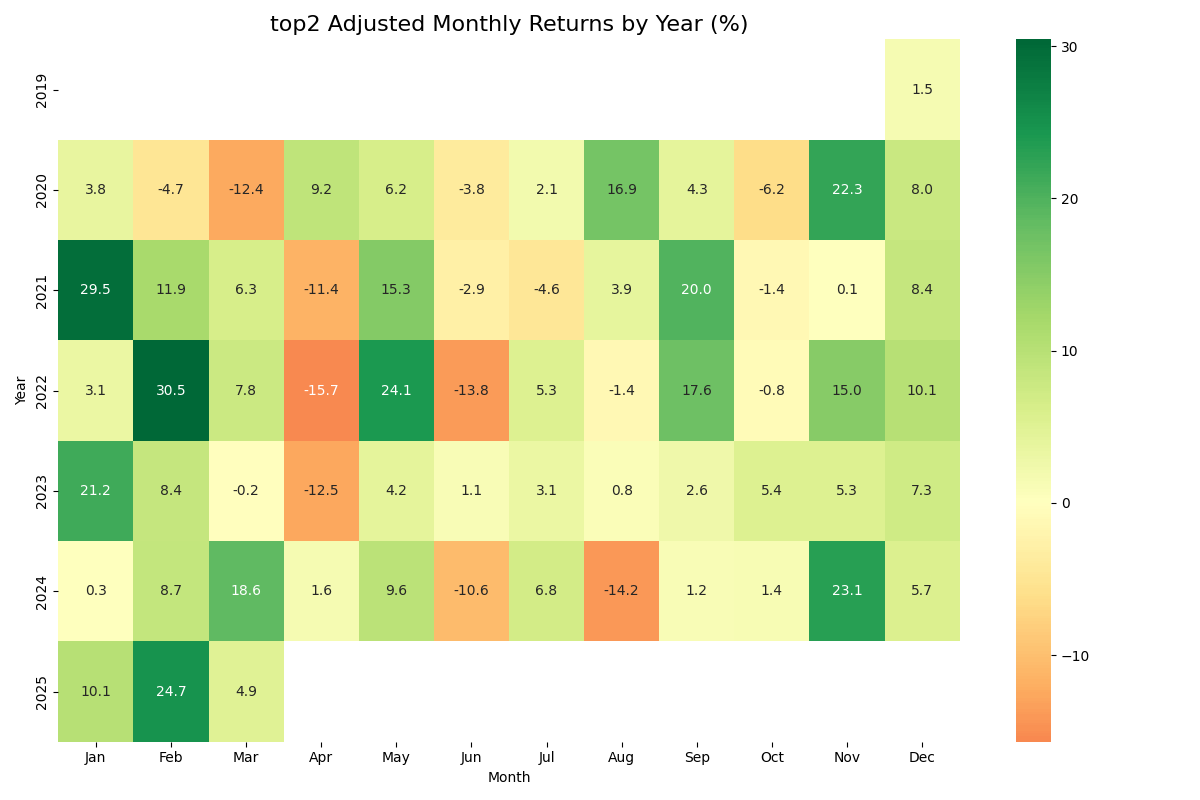 top2 Adjusted Monthly Returns by Year (%)
2019 1.5
2020 3.8 -4.7 -12.4 9.2 6.2 -3.8 2.1 16.9 4.3 -6.2 22.3 8.0
2021 29.5 11.9 6.3 -11.4 15.3 -2.9 -4.6 3.9 20.0 -1.4 0.1 8.4
Year
2022 3.1 30.5 7.8 -15.7 24.1 -13.8 5.3 -1.4 17.6 -0.8 15.0 10.1
2023 21.2 8.4 -0.2 -12.5 4.2 1.1 3.1 0.8 2.6 5.4 5.3 7.3
2024 0.3 8.7 18.6 1.6 9.6 -10.6 6.8 -14.2 1.2 1.4 23.1 5.7
2025 10.1 24.7 4.9
Jan Feb Mar Apr May Jun Jul Aug Sep Oct Nov Dec
Month
30
20
10
0
−10